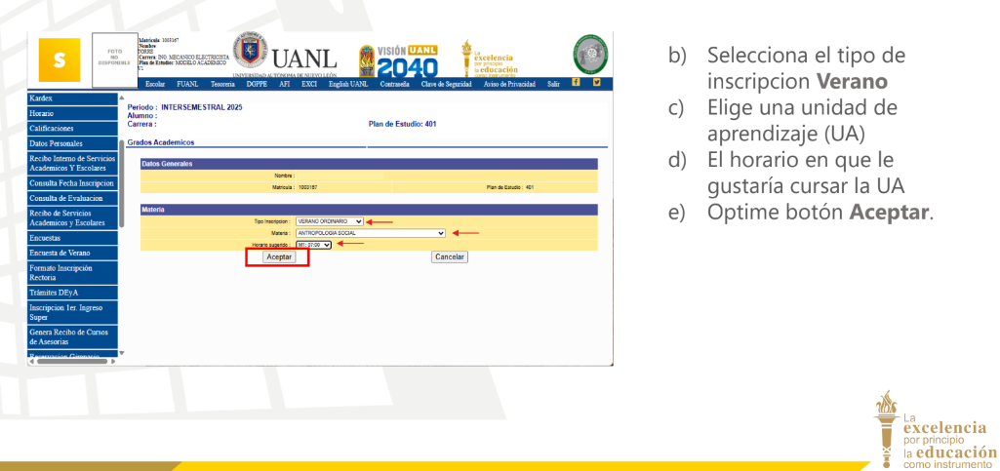 S
FOTO
NO
DISPONIBLE
Matricula: 1003167
Nombre
TORRE
Carrera: ING. MECANICO ELECTRICISTA
Plan de Estudio: MODELO ACADEMICO
UANL
UNIVERSIDAD AUTÓNOMA DE NUEVO LEÓN
VISIÓN UANL
2040
La
excelencia
por principio
la educación
como instrumento
Escolar FUANL Tesoreria DGPPE AFI EXCI English UANL Contraseña Clave de Seguridad Aviso de Privacidad Salir
Kardex
Horario
Calificaciones
Datos Personales
Recibo Interno de Servicios
Academicos Y Escolares
Consulta Fecha Inscripcion
Consulta de Evaluacion
Recibo de Servicios
Academicos y Escolares
Encuestas
Encuesta de Verano
Formato Inscripción
Rectoria
Trámites DEyA
Inscripcion 1er. Ingreso
Super
Genera Recibo de Cursos
de Asesorias
Reservacion Gimnasio
Periodo : INTERSEMESTRAL 2025
Alumno :
Carrera : Plan de Estudio: 401
Grados Academicos
Datos Generales
Nombre :
Matricula : 1003167 Plan de Estudio : 401
Materia
Tipo Inscripcion : VERANO ORDINARIO
Materia : ANTROPOLOGIA SOCIAL
Horario sugerido : M1: 07:00
Aceptar Cancelar
b) Selecciona el tipo de
inscripcion Verano
c) Elige una unidad de
aprendizaje (UA)
d) El horario en que le
gustaría cursar la UA
e) Optime botón Aceptar.
La
excelencia
por principio
la educación
como instrumento